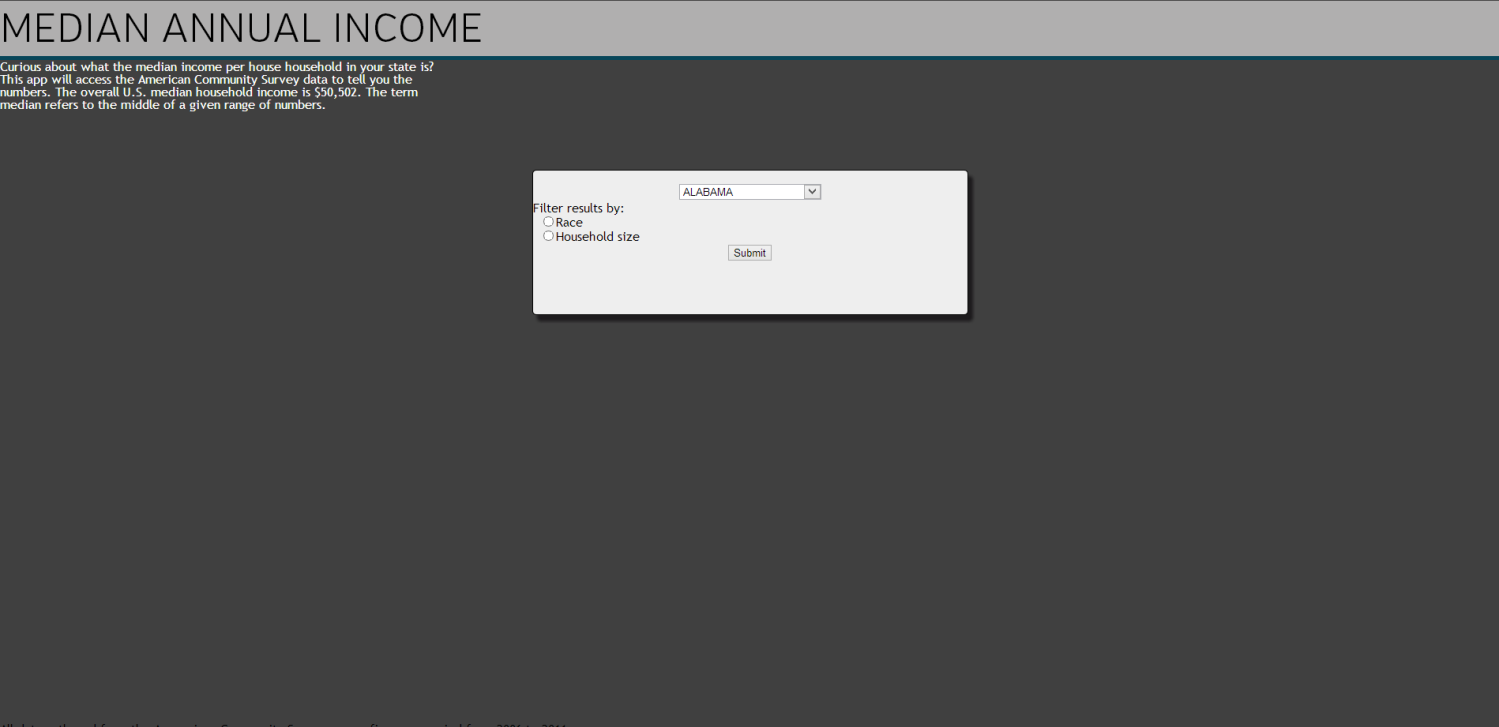 MEDIAN ANNUAL INCOME
Curious about what the median income per house household in your state is?
This app will access the American Community Survey data to tell you the
numbers. The overall U.S. median household income is $50,502. The term
median refers to the middle of a given range of numbers.
ALABAMA
Filter results by:
Race
Household size
Submit